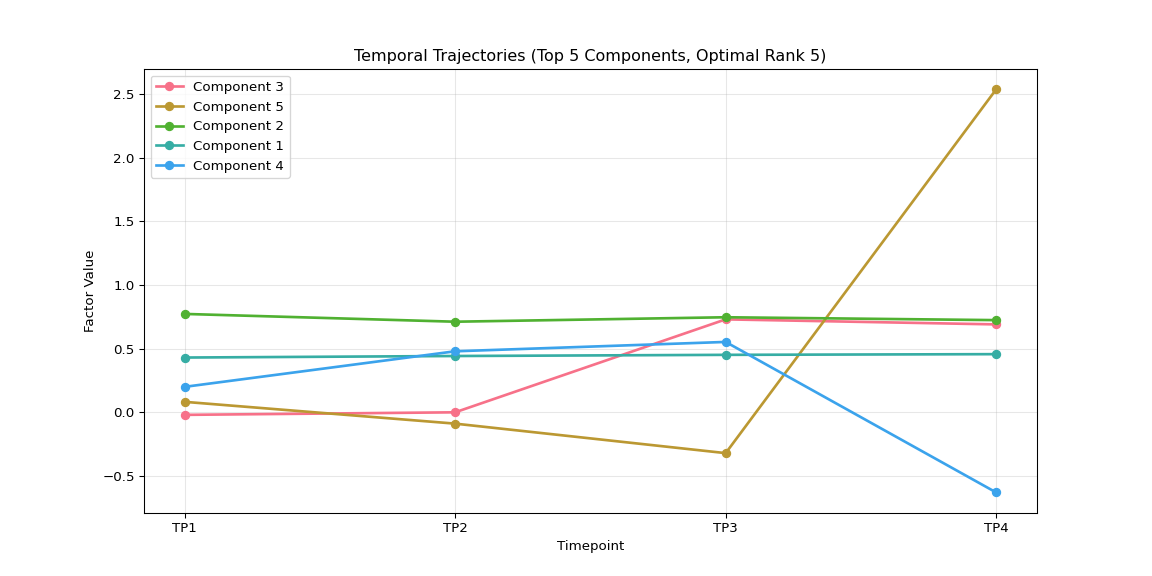 Temporal Trajectories (Top 5 Components, Optimal Rank 5)
Component 3
Component 5
Component 2
Component 1
Component 4
Factor Value
2.5
2.0
1.5
1.0
0.5
0.0
−0.5
TP1 TP2 TP3 TP4
Timepoint